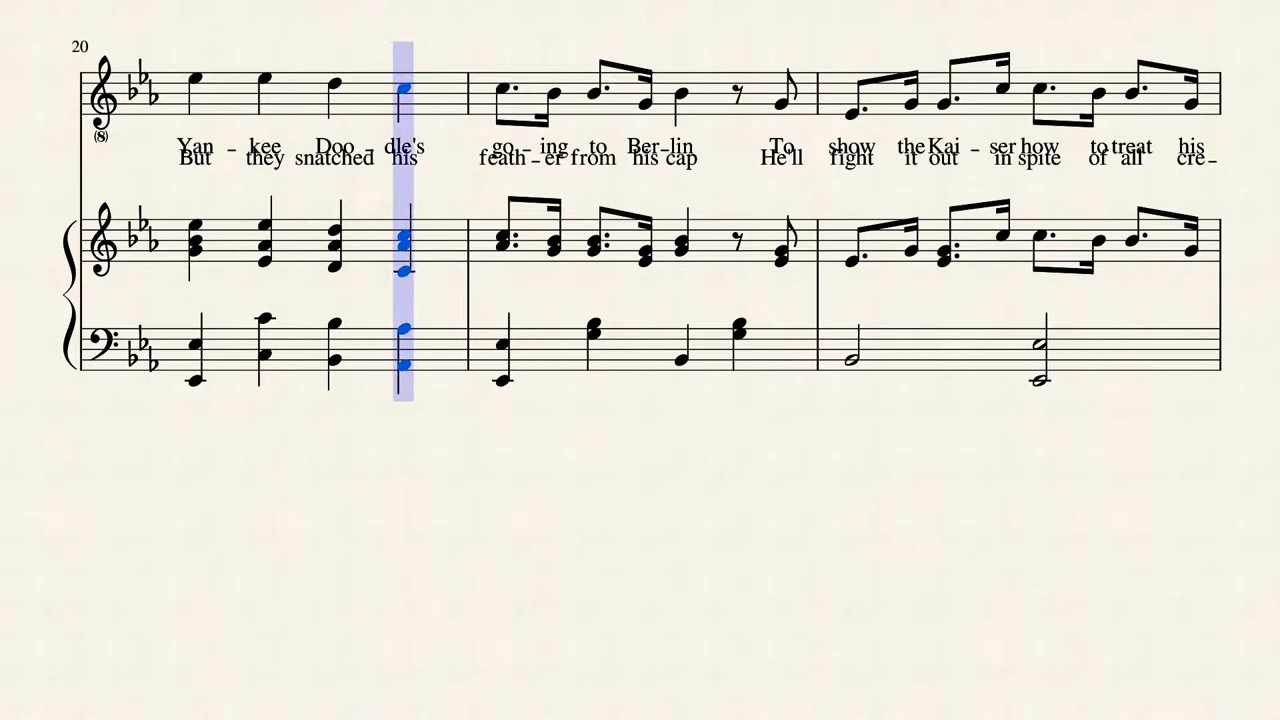 20
(8)
Yan – kee Doo – dle's go – ing to Ber – lin To show the Kai – ser how to treat his
But they snatched his feath – er from his cap He'll fight it out in spite of all cre –